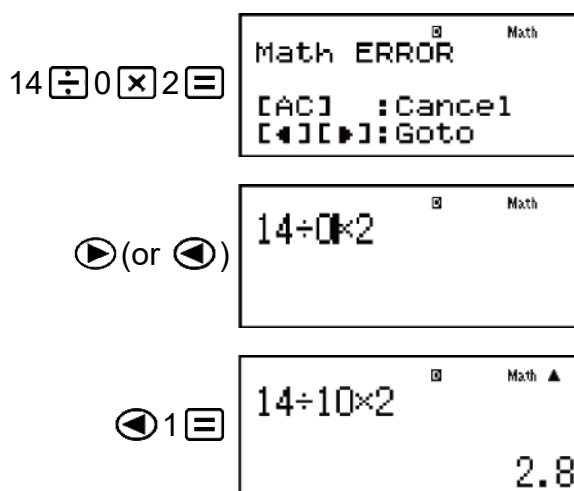 14 ÷ 0 × 2 =
D Math
Math ERROR
[AC] :Cancel
[◀][▶]:Goto
▶ (or ◀)
D Math
14÷0×2
◀ 1 =
D Math ▲
14÷10×2
2.8